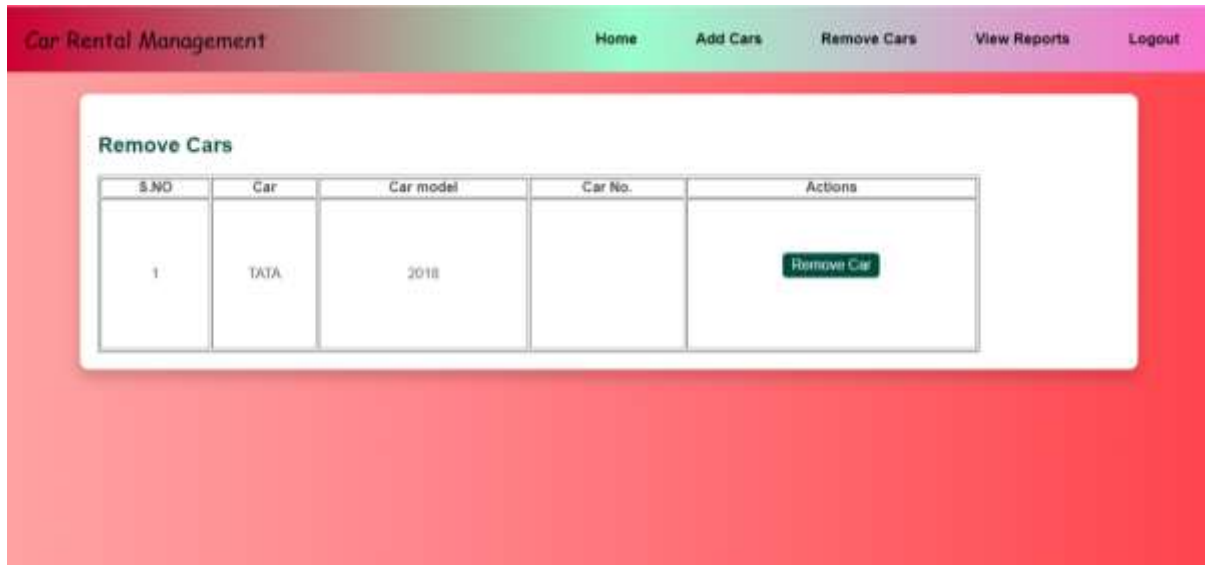 Car Rental Management Home Add Cars Remove Cars View Reports Logout
Remove Cars
S.NO Car Car model Car No. Actions
1 TATA 2018 Remove Car